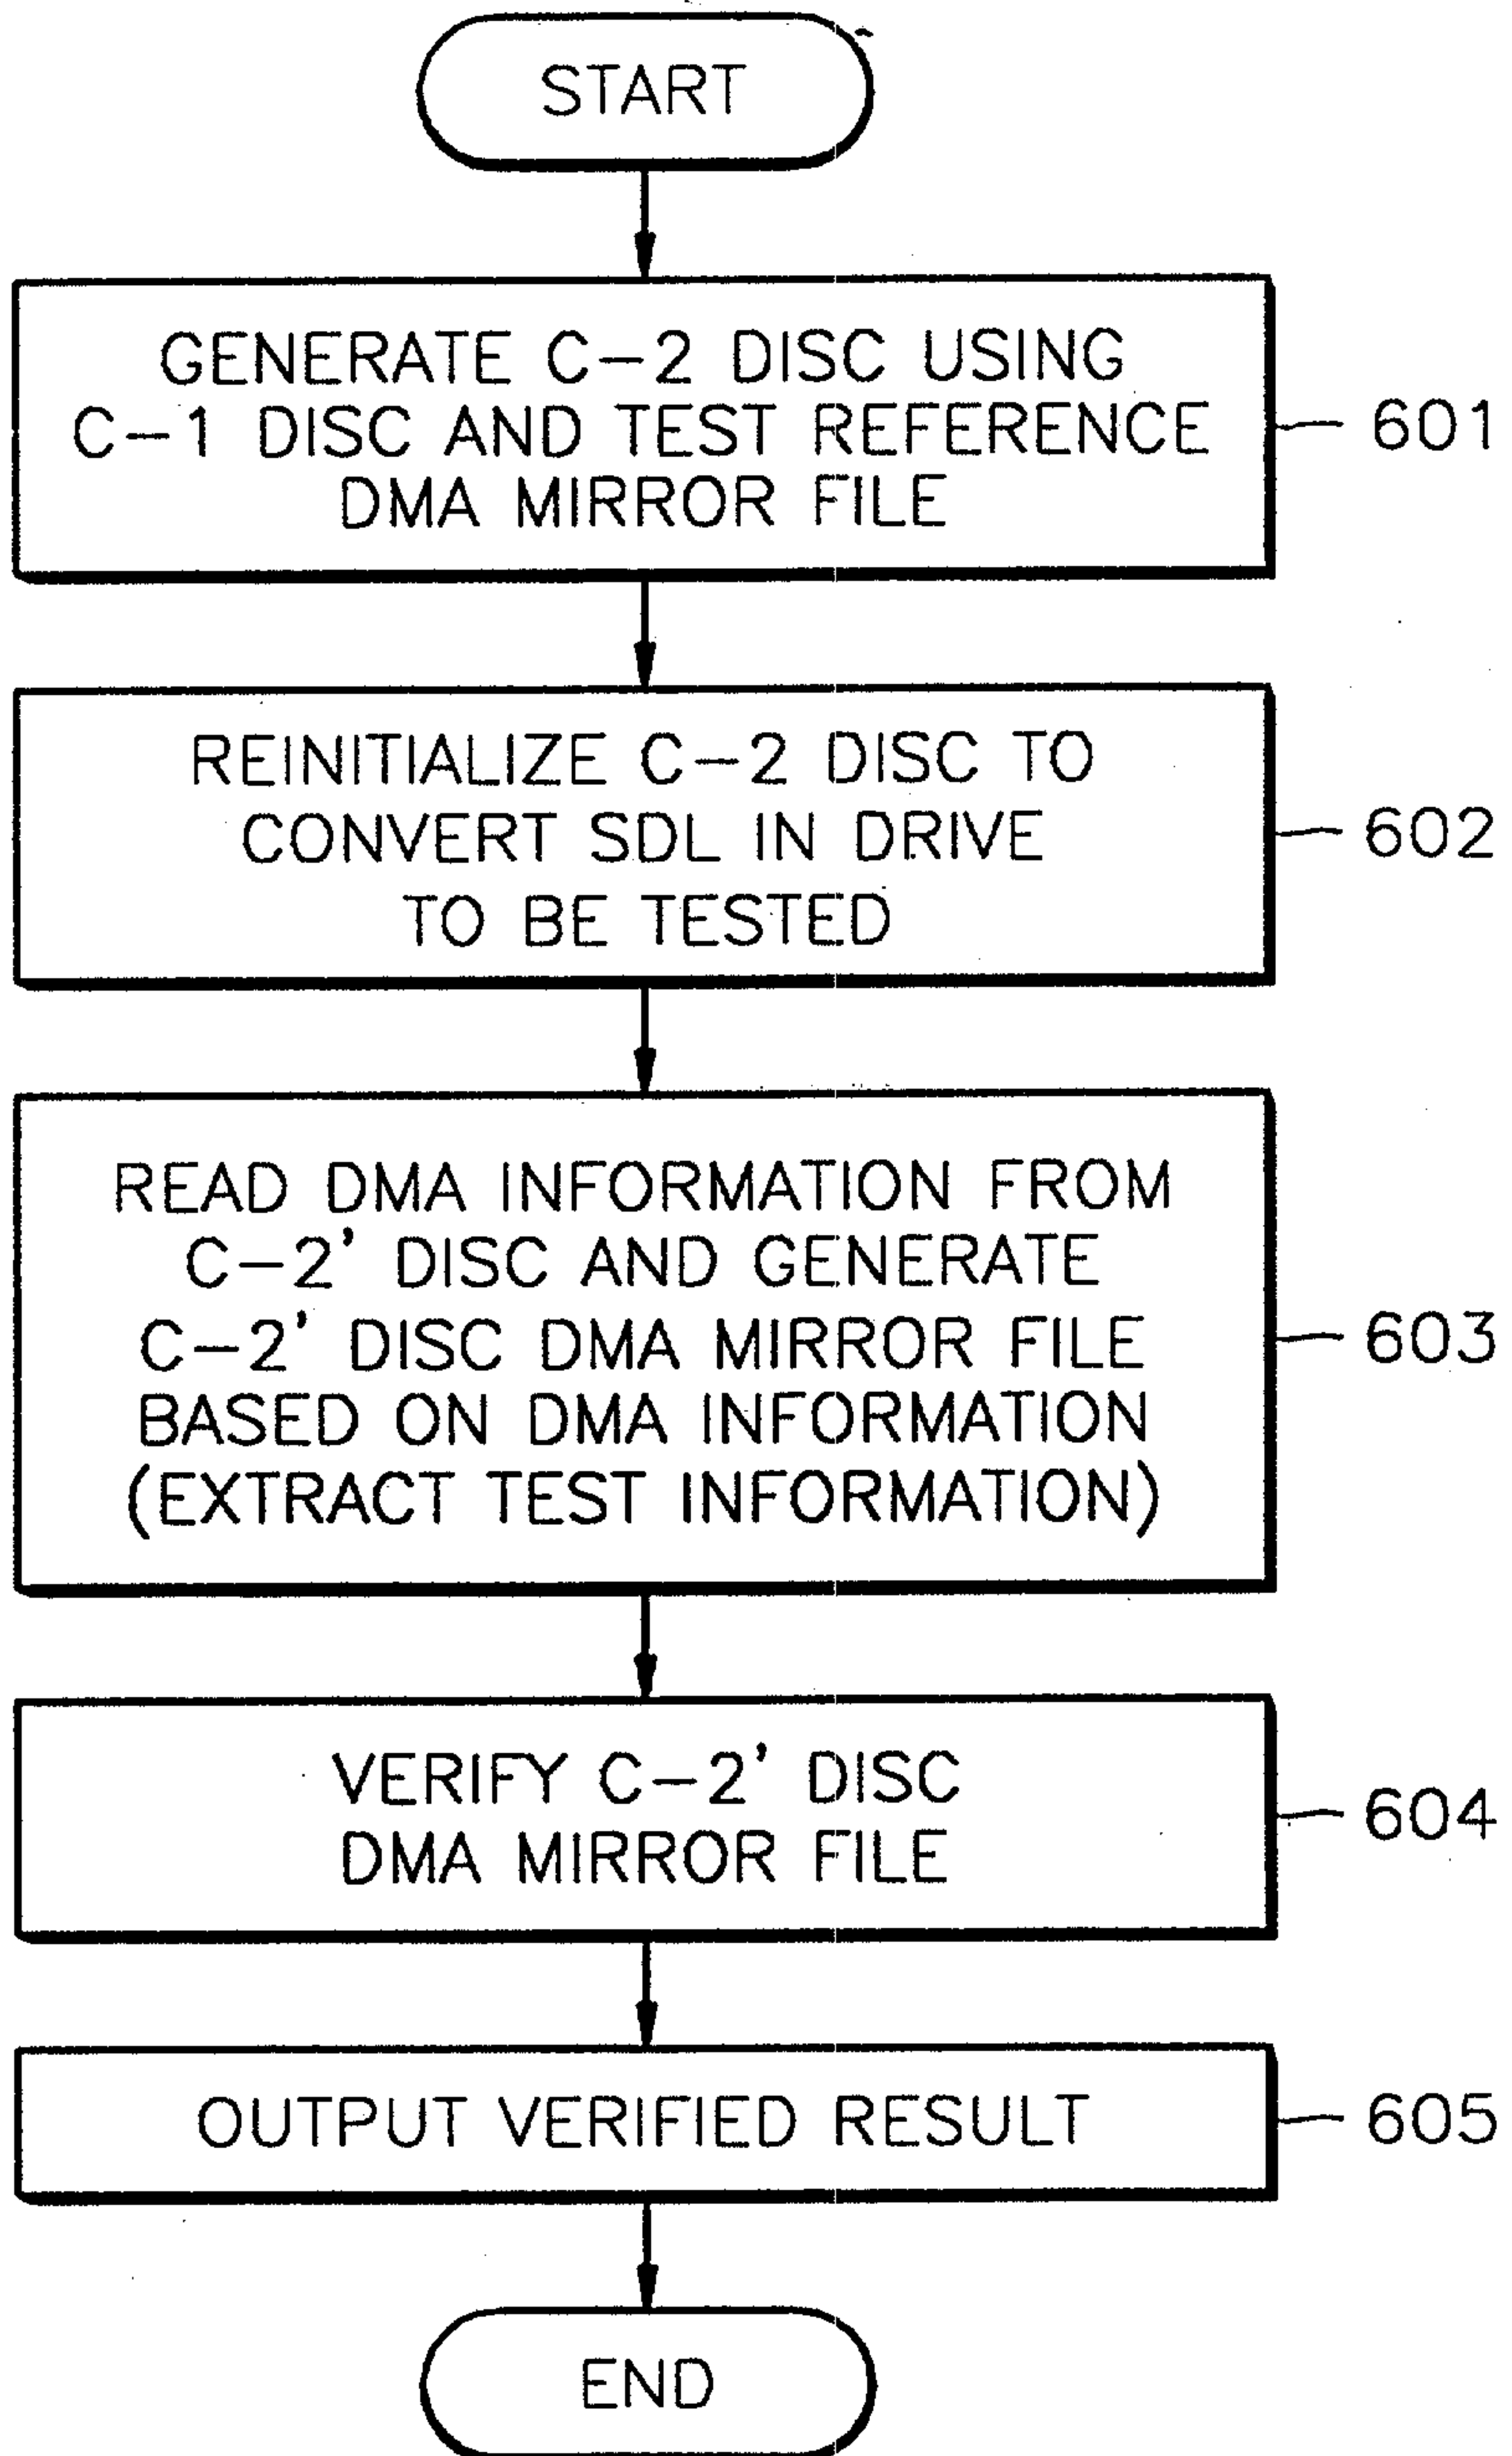 START
GENERATE C-2 DISC USING
C-1 DISC AND TEST REFERENCE
DMA MIRROR FILE
601
REINITIALIZE C-2 DISC TO
CONVERT SDL IN DRIVE
TO BE TESTED
602
READ DMA INFORMATION FROM
C-2' DISC AND GENERATE
C-2' DISC DMA MIRROR FILE
BASED ON DMA INFORMATION
(EXTRACT TEST INFORMATION)
603
VERIFY C-2' DISC
DMA MIRROR FILE
604
OUTPUT VERIFIED RESULT
605
END